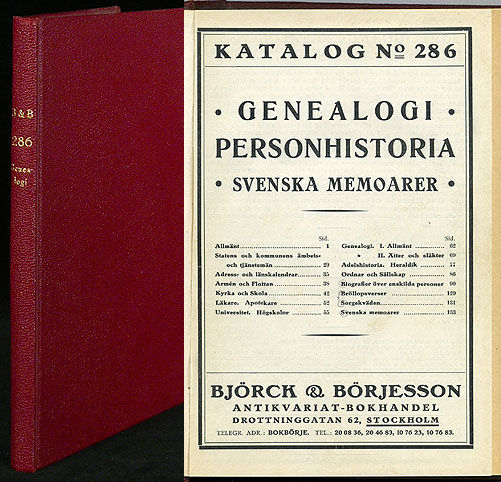 B & B
286
Genea-
logi
KATALOG No 286
• GENEALOGI •
PERSONHISTORIA
• SVENSKA MEMOARER •
Sid.
Allmänt 1
Statens och kommunens ämbets-
och tjänstemän 29
Adress- och länskalendrar 35
Armén och Flottan 38
Kyrka och Skola 42
Läkare. Apotekare 52
Universitet. Högskolor 55
Sid.
Genealogi. I. Allmänt 62
» II. Ätter och släkter 69
Adelshistoria. Heraldik 77
Ordnar och Sällskap 86
Biografier över enskilda personer 90
Bröllopsverser 129
Sorgekväden 131
Svenska memoarer 133
BJÖRCK & BÖRJESSON
ANTIKVARIAT-BOKHANDEL
DROTTNINGGATAN 62, STOCKHOLM
TELEGR. ADR.: BOKBÖRJE. TEL.: 20 08 36, 20 46 83, 10 76 23, 10 76 83.